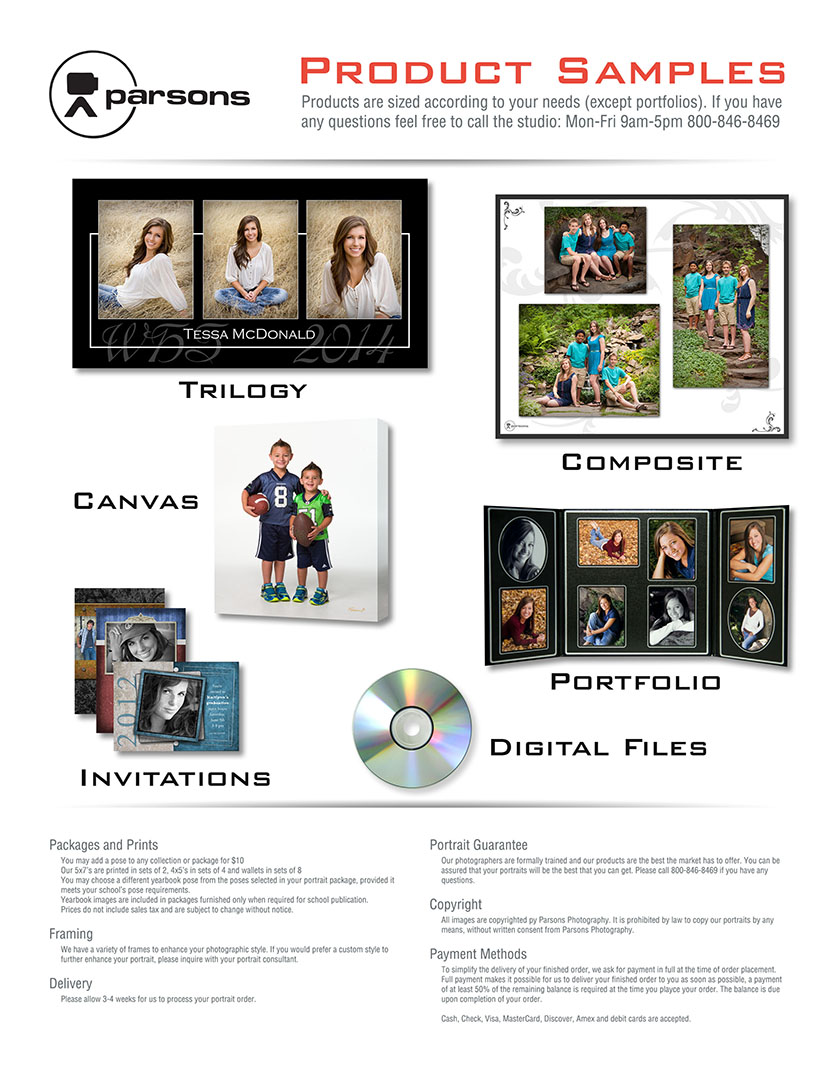 parsons
PRODUCT SAMPLES
Products are sized according to your needs (except portfolios). If you have
any questions feel free to call the studio: Mon-Fri 9am-5pm 800-846-8469
TESSA MCDONALD
2014
TRILOGY
COMPOSITE
CANVAS
PORTFOLIO
2012
INVITATIONS
DIGITAL FILES
Packages and Prints
You may add a pose to any collection or package for $10
Our 5x7's are printed in sets of 2, 4x5's in sets of 4 and wallets in sets of 8
You may choose a different yearbook pose from the poses selected in your portrait package, provided it
meets your school's pose requirements.
Yearbook images are included in packages furnished only when required for school publication.
Prices do not include sales tax and are subject to change without notice.
Framing
We have a variety of frames to enhance your photographic style. If you would prefer a custom style to
further enhance your portrait, please inquire with your portrait consultant.
Delivery
Please allow 3-4 weeks for us to process your portrait order.
Portrait Guarantee
Our photographers are formally trained and our products are the best the market has to offer. You can be
assured that your portraits will be the best that you can get. Please call 800-846-8469 if you have any
questions.
Copyright
All images are copyrighted py Parsons Photography. It is prohibited by law to copy our portraits by any
means, without written consent from Parsons Photography.
Payment Methods
To simplify the delivery of your finished order, we ask for payment in full at the time of order placement.
Full payment makes it possible for us to deliver your finished order to you as soon as possible, a payment
of at least 50% of the remaining balance is required at the time you playce your order. The balance is due
upon completion of your order.
Cash, Check, Visa, MasterCard, Discover, Amex and debit cards are accepted.